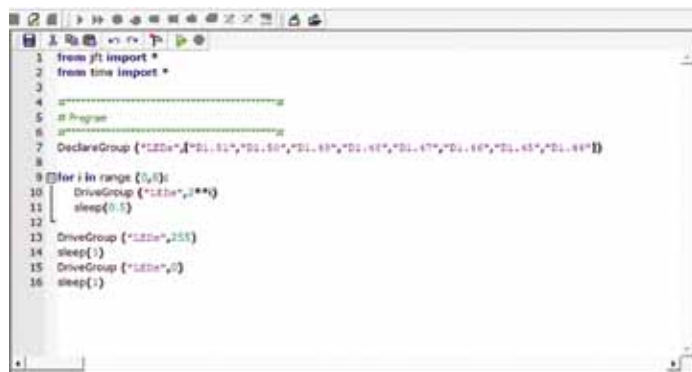 1 from jft import *
2 from time import *
3
4 #******************************************#
5 # Program
6 #******************************************#
7 DeclareGroup ("LEDs",["D1.51","D1.50","D1.49","D1.48","D1.47","D1.46","D1.45","D1.44"])
8
9 for i in range (0,8):
10 DriveGroup ("LEDs",2**i)
11 sleep(0.5)
12
13 DriveGroup ("LEDs",255)
14 sleep(1)
15 DriveGroup ("LEDs",0)
16 sleep(1)